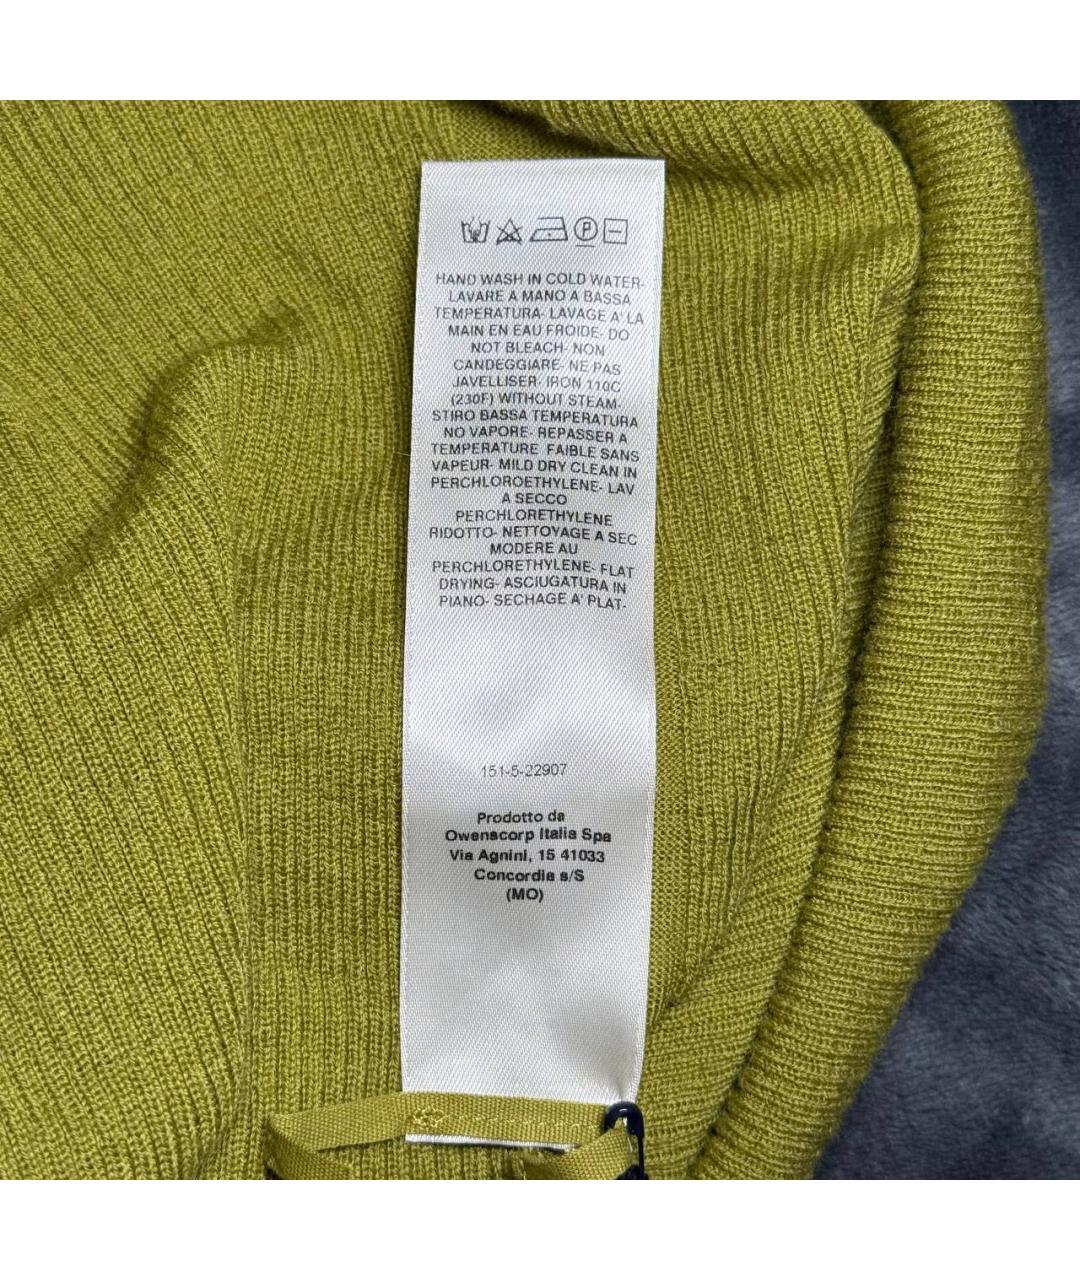 HAND WASH IN COLD WATER-
LAVARE A MANO A BASSA
TEMPERATURA- LAVAGE A' LA
MAIN EN EAU FROIDE- DO
NOT BLEACH- NON
CANDEGGIARE- NE PAS
JAVELLISER- IRON 110C
(230F) WITHOUT STEAM-
STIRO BASSA TEMPERATURA
NO VAPORE- REPASSER A
TEMPERATURE FAIBLE SANS
VAPEUR- MILD DRY CLEAN IN
PERCHLOROETHYLENE- LAV
A SECCO
PERCHLORETHYLENE
RIDOTTO- NETTOYAGE A SEC
MODERE AU
PERCHLORETHYLENE- FLAT
DRYING- ASCIUGATURA IN
PIANO- SECHAGE A' PLAT-
151-5-22907
Prodotto da
Owenscorp Italia Spa
Via Agnini, 15 41033
Concordia s/S
(MO)